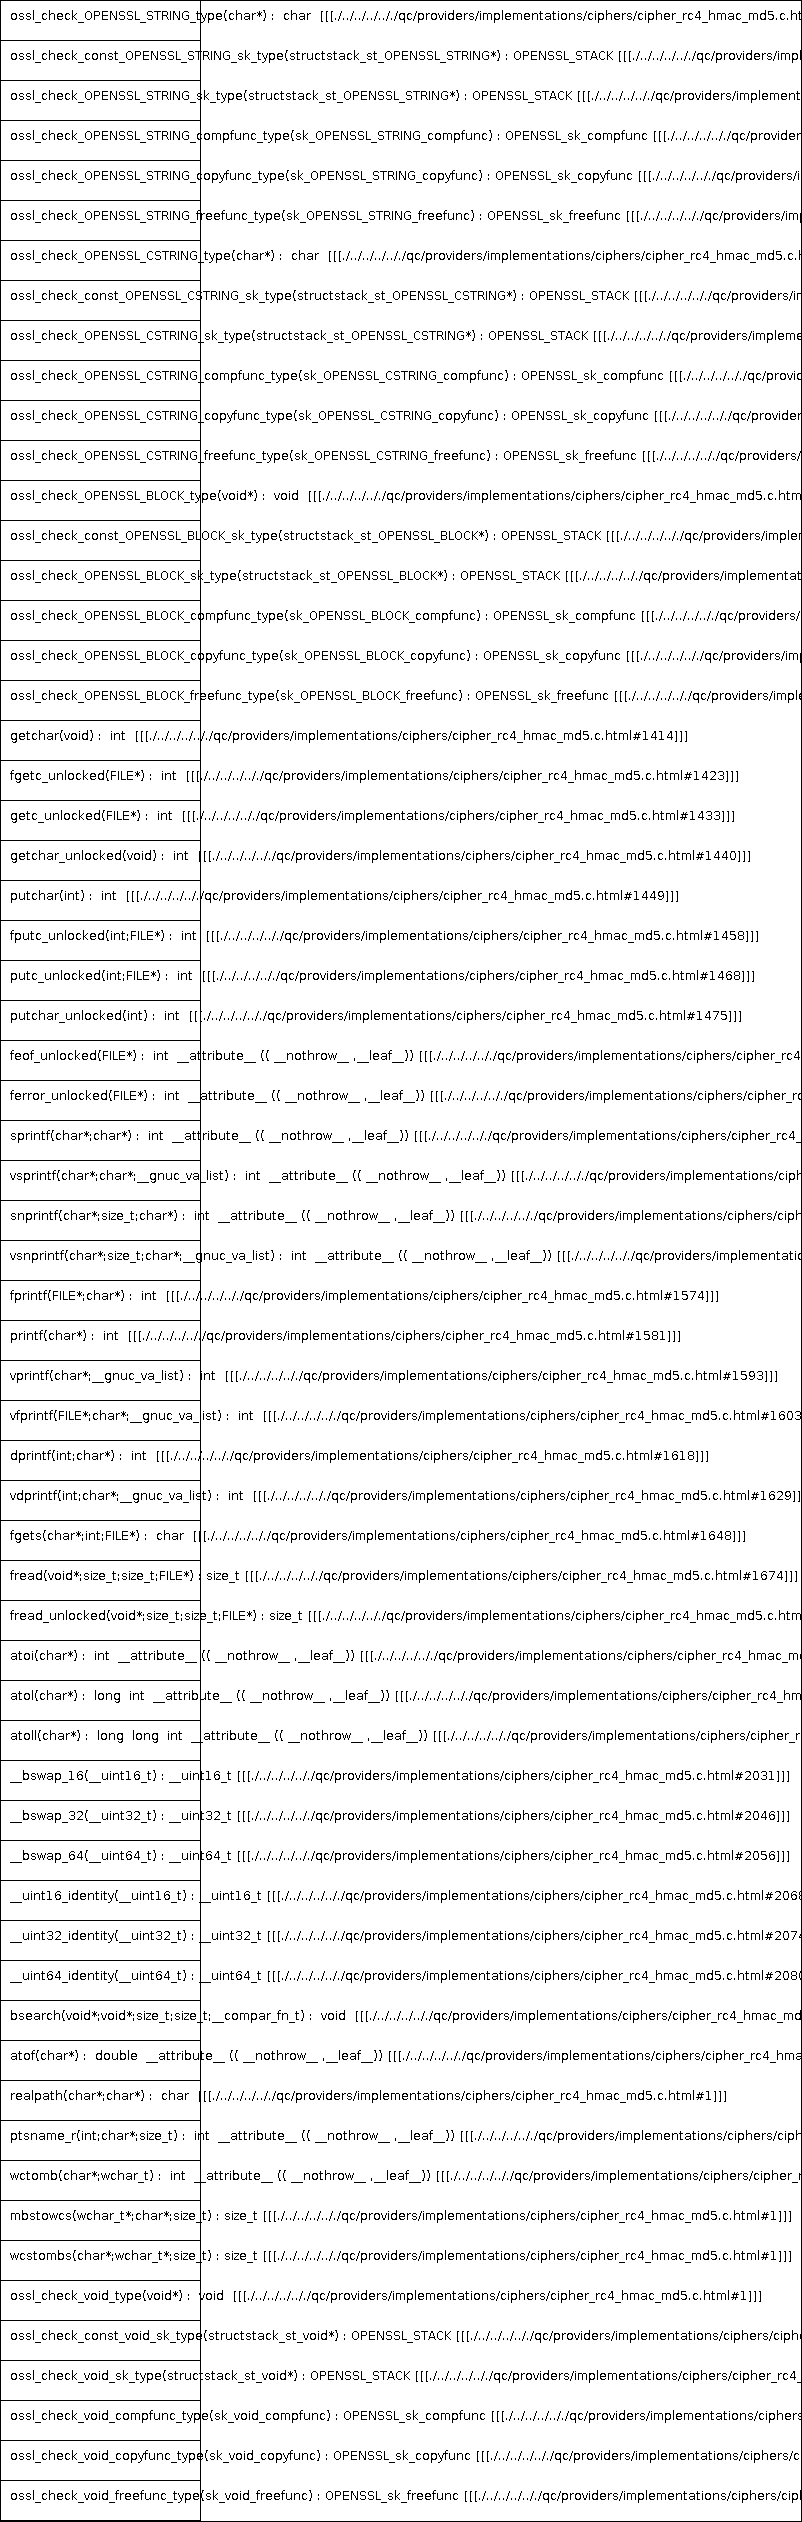 ossl_check_OPENSSL_STRING_type(char*) :  char  [[[./../../../../../qc/providers/implementations/ciphers/cipher_rc4_hmac_md5.c.ht
ossl_check_const_OPENSSL_STRING_sk_type(structstack_st_OPENSSL_STRING*) : OPENSSL_STACK [[[./../../../../../qc/providers/impl
ossl_check_OPENSSL_STRING_sk_type(structstack_st_OPENSSL_STRING*) : OPENSSL_STACK [[[./../../../../../qc/providers/implement
ossl_check_OPENSSL_STRING_compfunc_type(sk_OPENSSL_STRING_compfunc) : OPENSSL_sk_compfunc [[[./../../../../../qc/provider
ossl_check_OPENSSL_STRING_copyfunc_type(sk_OPENSSL_STRING_copyfunc) : OPENSSL_sk_copyfunc [[[./../../../../../qc/providers/i
ossl_check_OPENSSL_STRING_freefunc_type(sk_OPENSSL_STRING_freefunc) : OPENSSL_sk_freefunc [[[./../../../../../qc/providers/im
ossl_check_OPENSSL_CSTRING_type(char*) :  char  [[[./../../../../../qc/providers/implementations/ciphers/cipher_rc4_hmac_md5.c.h
ossl_check_const_OPENSSL_CSTRING_sk_type(structstack_st_OPENSSL_CSTRING*) : OPENSSL_STACK [[[./../../../../../qc/providers/in
ossl_check_OPENSSL_CSTRING_sk_type(structstack_st_OPENSSL_CSTRING*) : OPENSSL_STACK [[[./../../../../../qc/providers/impleme
ossl_check_OPENSSL_CSTRING_compfunc_type(sk_OPENSSL_CSTRING_compfunc) : OPENSSL_sk_compfunc [[[./../../../../../qc/provid
ossl_check_OPENSSL_CSTRING_copyfunc_type(sk_OPENSSL_CSTRING_copyfunc) : OPENSSL_sk_copyfunc [[[./../../../../../qc/provider
ossl_check_OPENSSL_CSTRING_freefunc_type(sk_OPENSSL_CSTRING_freefunc) : OPENSSL_sk_freefunc [[[./../../../../../qc/providers/
ossl_check_OPENSSL_BLOCK_type(void*) :  void  [[[./../../../../../qc/providers/implementations/ciphers/cipher_rc4_hmac_md5.c.htm
ossl_check_const_OPENSSL_BLOCK_sk_type(structstack_st_OPENSSL_BLOCK*) : OPENSSL_STACK [[[./../../../../../qc/providers/implen
ossl_check_OPENSSL_BLOCK_sk_type(structstack_st_OPENSSL_BLOCK*) : OPENSSL_STACK [[[./../../../../../qc/providers/implementat
ossl_check_OPENSSL_BLOCK_compfunc_type(sk_OPENSSL_BLOCK_compfunc) : OPENSSL_sk_compfunc [[[./../../../../../qc/providers/
ossl_check_OPENSSL_BLOCK_copyfunc_type(sk_OPENSSL_BLOCK_copyfunc) : OPENSSL_sk_copyfunc [[[./../../../../../qc/providers/imp
ossl_check_OPENSSL_BLOCK_freefunc_type(sk_OPENSSL_BLOCK_freefunc) : OPENSSL_sk_freefunc [[[./../../../../../qc/providers/imple
getchar(void) :  int  [[[./../../../../../qc/providers/implementations/ciphers/cipher_rc4_hmac_md5.c.html#1414]]]
fgetc_unlocked(FILE*) :  int  [[[./../../../../../qc/providers/implementations/ciphers/cipher_rc4_hmac_md5.c.html#1423]]]
getc_unlocked(FILE*) :  int  [[[./../../../../../qc/providers/implementations/ciphers/cipher_rc4_hmac_md5.c.html#1433]]]
getchar_unlocked(void) :  int  [[[./../../../../../qc/providers/implementations/ciphers/cipher_rc4_hmac_md5.c.html#1440]]]
putchar(int) :  int  [[[./../../../../../qc/providers/implementations/ciphers/cipher_rc4_hmac_md5.c.html#1449]]]
fputc_unlocked(int;FILE*) :  int  [[[./../../../../../qc/providers/implementations/ciphers/cipher_rc4_hmac_md5.c.html#1458]]]
putc_unlocked(int;FILE*) :  int  [[[./../../../../../qc/providers/implementations/ciphers/cipher_rc4_hmac_md5.c.html#1468]]]
putchar_unlocked(int) :  int  [[[./../../../../../qc/providers/implementations/ciphers/cipher_rc4_hmac_md5.c.html#1475]]]
feof_unlocked(FILE*) :  int  __attribute__ (( __nothrow__ ,__leaf__)) [[[./../../../../../qc/providers/implementations/ciphers/cipher_rc4
ferror_unlocked(FILE*) :  int  __attribute__ (( __nothrow__ ,__leaf__)) [[[./../../../../../qc/providers/implementations/ciphers/cipher_rc
sprintf(char*;char*) :  int  __attribute__ (( __nothrow__ ,__leaf__)) [[[./../../../../../qc/providers/implementations/ciphers/cipher_rc4_
vsprintf(char*;char*;__gnuc_va_list) :  int  __attribute__ (( __nothrow__ ,__leaf__)) [[[./../../../../../qc/providers/implementations/ciph
snprintf(char*;size_t;char*) :  int  __attribute__ (( __nothrow__ ,__leaf__)) [[[./../../../../../qc/providers/implementations/ciphers/ciph
vsnprintf(char*;size_t;char*;__gnuc_va_list) :  int  __attribute__ (( __nothrow__ ,__leaf__)) [[[./../../../../../qc/providers/implementatio
fprintf(FILE*;char*) :  int  [[[./../../../../../qc/providers/implementations/ciphers/cipher_rc4_hmac_md5.c.html#1574]]]
printf(char*) :  int  [[[./../../../../../qc/providers/implementations/ciphers/cipher_rc4_hmac_md5.c.html#1581]]]
vprintf(char*;__gnuc_va_list) :  int  [[[./../../../../../qc/providers/implementations/ciphers/cipher_rc4_hmac_md5.c.html#1593]]]
vfprintf(FILE*;char*;__gnuc_va_list) :  int  [[[./../../../../../qc/providers/implementations/ciphers/cipher_rc4_hmac_md5.c.html#1603
dprintf(int;char*) :  int  [[[./../../../../../qc/providers/implementations/ciphers/cipher_rc4_hmac_md5.c.html#1618]]]
vdprintf(int;char*;__gnuc_va_list) :  int  [[[./../../../../../qc/providers/implementations/ciphers/cipher_rc4_hmac_md5.c.html#1629]]
fgets(char*;int;FILE*) :  char  [[[./../../../../../qc/providers/implementations/ciphers/cipher_rc4_hmac_md5.c.html#1648]]]
fread(void*;size_t;size_t;FILE*) : size_t [[[./../../../../../qc/providers/implementations/ciphers/cipher_rc4_hmac_md5.c.html#1674]]]
fread_unlocked(void*;size_t;size_t;FILE*) : size_t [[[./../../../../../qc/providers/implementations/ciphers/cipher_rc4_hmac_md5.c.htm
atoi(char*) :  int  __attribute__ (( __nothrow__ ,__leaf__)) [[[./../../../../../qc/providers/implementations/ciphers/cipher_rc4_hmac_md
atol(char*) :  long  int  __attribute__ (( __nothrow__ ,__leaf__)) [[[./../../../../../qc/providers/implementations/ciphers/cipher_rc4_hm
atoll(char*) :  long  long  int  __attribute__ (( __nothrow__ ,__leaf__)) [[[./../../../../../qc/providers/implementations/ciphers/cipher_r
__bswap_16(__uint16_t) : __uint16_t [[[./../../../../../qc/providers/implementations/ciphers/cipher_rc4_hmac_md5.c.html#2031]]]
__bswap_32(__uint32_t) : __uint32_t [[[./../../../../../qc/providers/implementations/ciphers/cipher_rc4_hmac_md5.c.html#2046]]]
__bswap_64(__uint64_t) : __uint64_t [[[./../../../../../qc/providers/implementations/ciphers/cipher_rc4_hmac_md5.c.html#2056]]]
__uint16_identity(__uint16_t) : __uint16_t [[[./../../../../../qc/providers/implementations/ciphers/cipher_rc4_hmac_md5.c.html#2068
__uint32_identity(__uint32_t) : __uint32_t [[[./../../../../../qc/providers/implementations/ciphers/cipher_rc4_hmac_md5.c.html#2074
__uint64_identity(__uint64_t) : __uint64_t [[[./../../../../../qc/providers/implementations/ciphers/cipher_rc4_hmac_md5.c.html#2080
bsearch(void*;void*;size_t;size_t;__compar_fn_t) :  void  [[[./../../../../../qc/providers/implementations/ciphers/cipher_rc4_hmac_md
atof(char*) :  double  __attribute__ (( __nothrow__ ,__leaf__)) [[[./../../../../../qc/providers/implementations/ciphers/cipher_rc4_hma
realpath(char*;char*) :  char  [[[./../../../../../qc/providers/implementations/ciphers/cipher_rc4_hmac_md5.c.html#1]]]
ptsname_r(int;char*;size_t) :  int  __attribute__ (( __nothrow__ ,__leaf__)) [[[./../../../../../qc/providers/implementations/ciphers/ciph
wctomb(char*;wchar_t) :  int  __attribute__ (( __nothrow__ ,__leaf__)) [[[./../../../../../qc/providers/implementations/ciphers/cipher_r
mbstowcs(wchar_t*;char*;size_t) : size_t [[[./../../../../../qc/providers/implementations/ciphers/cipher_rc4_hmac_md5.c.html#1]]]
wcstombs(char*;wchar_t*;size_t) : size_t [[[./../../../../../qc/providers/implementations/ciphers/cipher_rc4_hmac_md5.c.html#1]]]
ossl_check_void_type(void*) :  void  [[[./../../../../../qc/providers/implementations/ciphers/cipher_rc4_hmac_md5.c.html#1]]]
ossl_check_const_void_sk_type(structstack_st_void*) : OPENSSL_STACK [[[./../../../../../qc/providers/implementations/ciphers/ciphe
ossl_check_void_sk_type(structstack_st_void*) : OPENSSL_STACK [[[./../../../../../qc/providers/implementations/ciphers/cipher_rc4_
ossl_check_void_compfunc_type(sk_void_compfunc) : OPENSSL_sk_compfunc [[[./../../../../../qc/providers/implementations/ciphers
ossl_check_void_copyfunc_type(sk_void_copyfunc) : OPENSSL_sk_copyfunc [[[./../../../../../qc/providers/implementations/ciphers/c
ossl_check_void_freefunc_type(sk_void_freefunc) : OPENSSL_sk_freefunc [[[./../../../../../qc/providers/implementations/ciphers/ciph